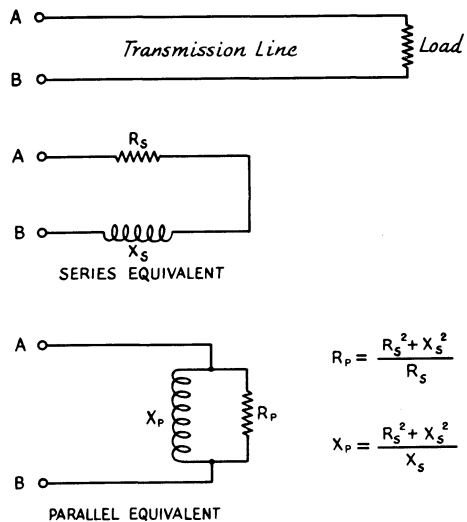 A
Transmission Line
Load
B
R_S
A
B
X_S
SERIES EQUIVALENT
A
X_P
R_P
B
PARALLEL EQUIVALENT
R_P = (R_S² + X_S²) / R_S
X_P = (R_S² + X_S²) / X_S